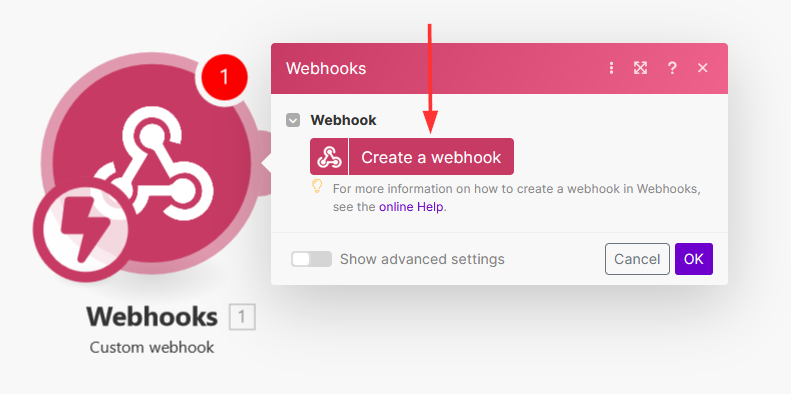 1
Webhooks
?
Webhook
Create a webhook
For more information on how to create a webhook in Webhooks,
see the online Help.
Show advanced settings
Cancel
OK
Webhooks 1
Custom webhook